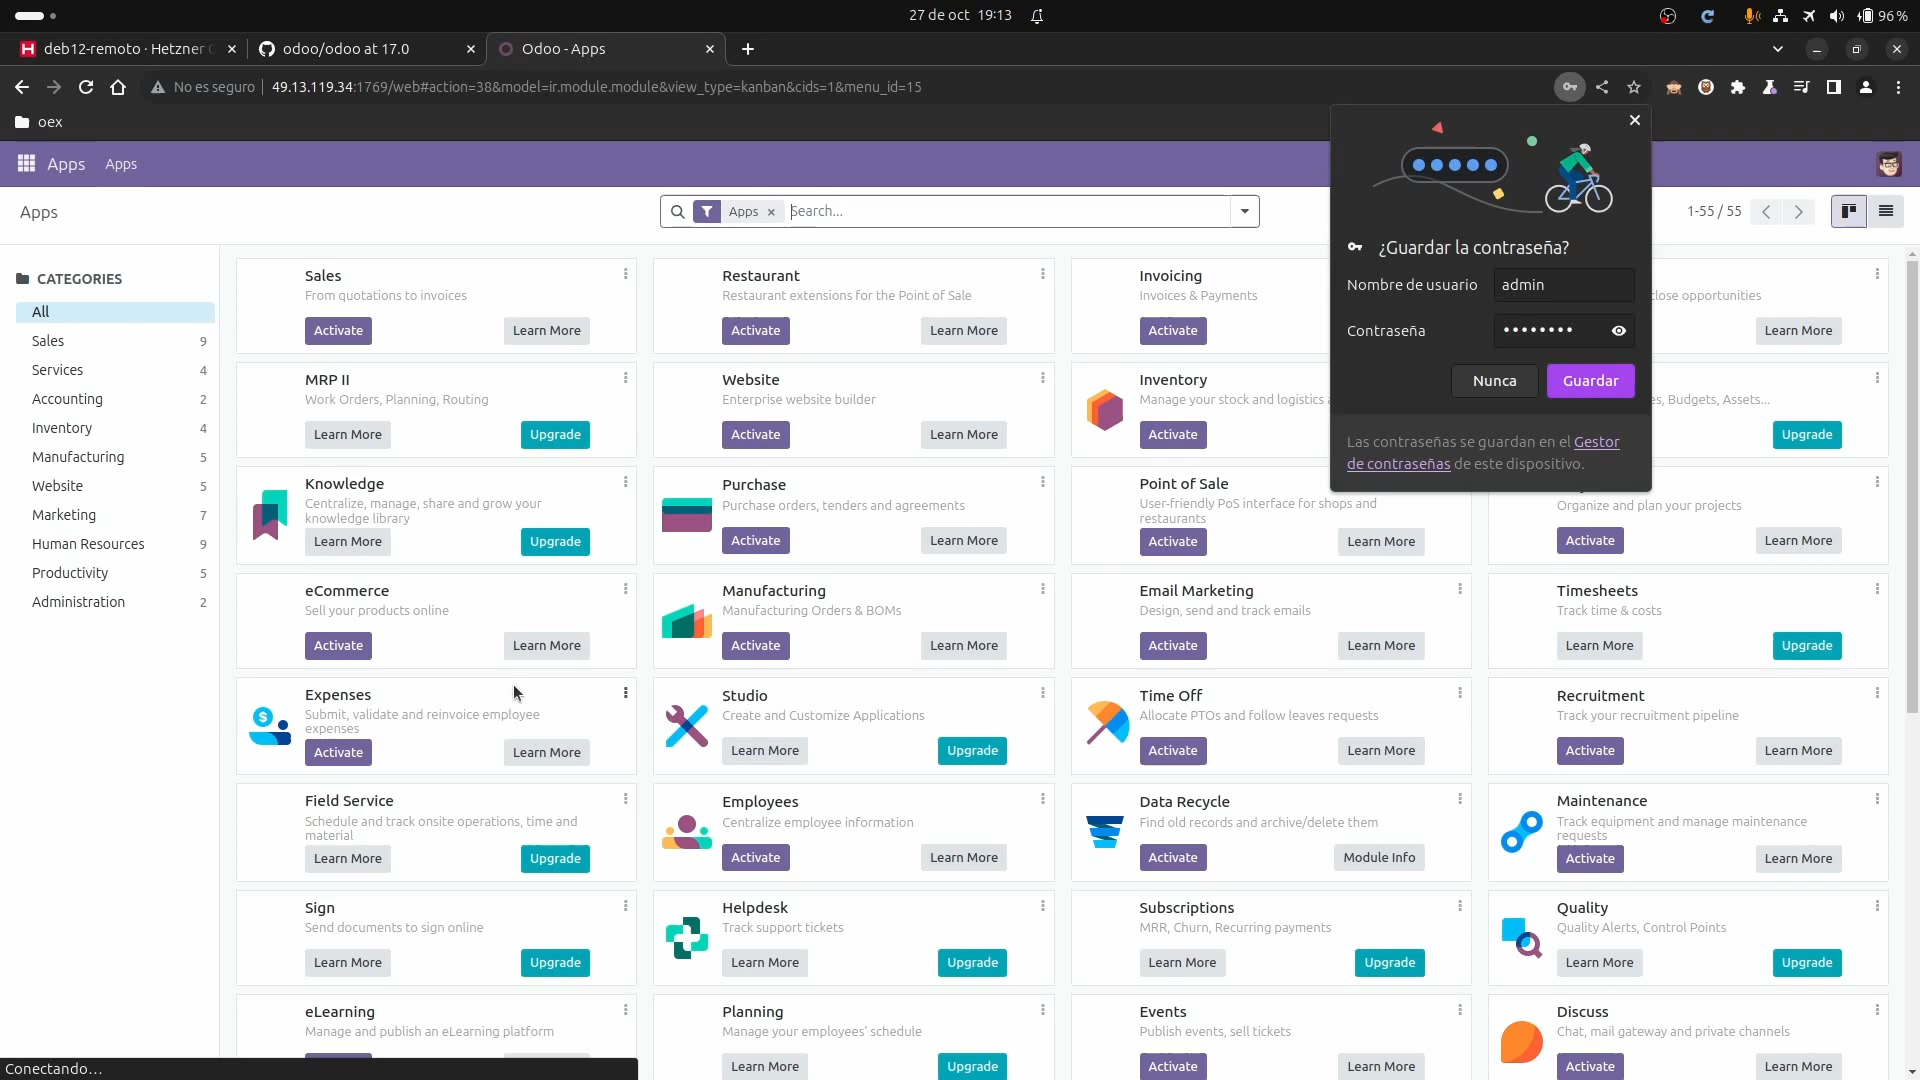 27 de oct 19:13
96 %
deb12-remoto · Hetzner
odoo/odoo at 17.0
Odoo - Apps
No es seguro
49.13.119.34:1769/web#action=38&model=ir.module.module&view_type=kanban&cids=1&menu_id=15
oex
Apps
Apps
Apps
Apps
Search...
1-55 / 55
¿Guardar la contraseña?
Nombre de usuario
admin
Contraseña
Nunca
Guardar
Las contraseñas se guardan en el Gestor
de contraseñas de este dispositivo.
CATEGORIES
All
Sales 9
Services 4
Accounting 2
Inventory 4
Manufacturing 5
Website 5
Marketing 7
Human Resources 9
Productivity 5
Administration 2
Sales
From quotations to invoices
Activate
Learn More
Restaurant
Restaurant extensions for the Point of Sale
Activate
Learn More
Invoicing
Invoices & Payments
Activate
close opportunities
Learn More
MRP II
Work Orders, Planning, Routing
Learn More
Upgrade
Website
Enterprise website builder
Activate
Learn More
Inventory
Manage your stock and logistics
Activate
Budgets, Assets...
Upgrade
Knowledge
Centralize, manage, share and grow your
knowledge library
Learn More
Upgrade
Purchase
Purchase orders, tenders and agreements
Activate
Learn More
Point of Sale
User-friendly PoS interface for shops and
restaurants
Activate
Learn More
Organize and plan your projects
Activate
Learn More
eCommerce
Sell your products online
Activate
Learn More
Manufacturing
Manufacturing Orders & BOMs
Activate
Learn More
Email Marketing
Design, send and track emails
Activate
Learn More
Timesheets
Track time & costs
Learn More
Upgrade
Expenses
Submit, validate and reinvoice employee
expenses
Activate
Learn More
Studio
Create and Customize Applications
Learn More
Upgrade
Time Off
Allocate PTOs and follow leaves requests
Activate
Learn More
Recruitment
Track your recruitment pipeline
Activate
Learn More
Field Service
Schedule and track onsite operations, time and
material
Learn More
Upgrade
Employees
Centralize employee information
Activate
Learn More
Data Recycle
Find old records and archive/delete them
Activate
Module Info
Maintenance
Track equipment and manage maintenance
requests
Activate
Learn More
Sign
Send documents to sign online
Learn More
Upgrade
Helpdesk
Track support tickets
Learn More
Upgrade
Subscriptions
MRR, Churn, Recurring payments
Learn More
Upgrade
Quality
Quality Alerts, Control Points
Learn More
Upgrade
eLearning
Manage and publish an eLearning platform
Planning
Manage your employees' schedule
Learn More
Upgrade
Events
Publish events, sell tickets
Activate
Learn More
Discuss
Chat, mail gateway and private channels
Activate
Learn More
Conectando…